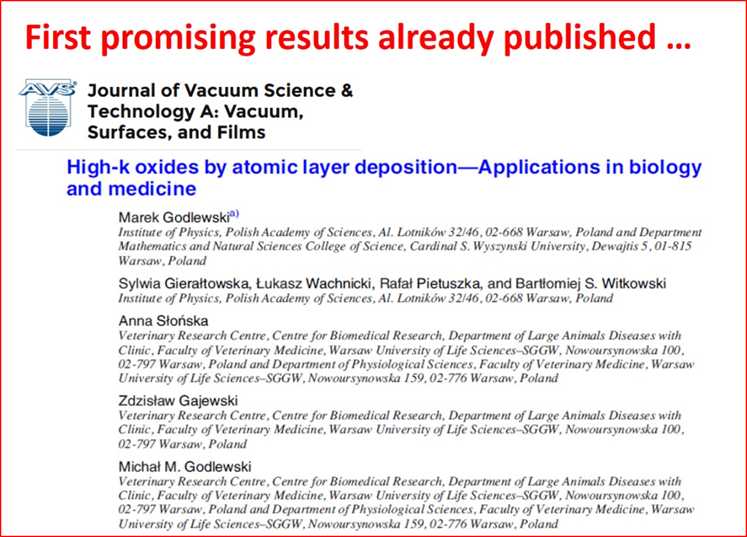 First promising results already published ...
AVS
Journal of Vacuum Science &
Technology A: Vacuum,
Surfaces, and Films
High-k oxides by atomic layer deposition—Applications in biology
and medicine
Marek Godlewski a)
Institute of Physics, Polish Academy of Sciences, Al. Lotników 32/46, 02-668 Warsaw, Poland and Department
Mathematics and Natural Sciences College of Science, Cardinal S. Wyszynski University, Dewajtis 5, 01-815
Warsaw, Poland
Sylwia Gierałtowska, Łukasz Wachnicki, Rafał Pietuszka, and Bartłomiej S. Witkowski
Institute of Physics, Polish Academy of Sciences, Al. Lotników 32/46, 02-668 Warsaw, Poland
Anna Słońska
Veterinary Research Centre, Centre for Biomedical Research, Department of Large Animals Diseases with
Clinic, Faculty of Veterinary Medicine, Warsaw University of Life Sciences–SGGW, Nowoursynowska 100,
02-797 Warsaw, Poland and Department of Physiological Sciences, Faculty of Veterinary Medicine, Warsaw
University of Life Sciences–SGGW, Nowoursynowska 159, 02-776 Warsaw, Poland
Zdzisław Gajewski
Veterinary Research Centre, Centre for Biomedical Research, Department of Large Animals Diseases with
Clinic, Faculty of Veterinary Medicine, Warsaw University of Life Sciences–SGGW, Nowoursynowska 100,
02-797 Warsaw, Poland
Michał M. Godlewski
Veterinary Research Centre, Centre for Biomedical Research, Department of Large Animals Diseases with
Clinic, Faculty of Veterinary Medicine, Warsaw University of Life Sciences–SGGW, Nowoursynowska 100,
02-797 Warsaw, Poland and Department of Physiological Sciences, Faculty of Veterinary Medicine, Warsaw
University of Life Sciences–SGGW, Nowoursynowska 159, 02-776 Warsaw, Poland